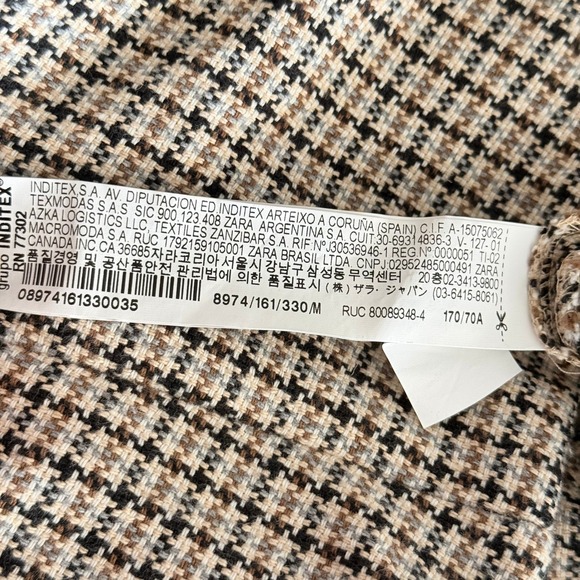 grupo INDITEX®
RN 77302
INDITEX S.A. AV. DIPUTACION ED.INDITEX ARTEIXO A CORUÑA (SPAIN) C.I.F. A-15075062
TEXMODAS S.A.S. SIC 900.123.408 ZARA ARGENTINA S.A.CUIT:30-69314836-3 V- 127- 01
AZKA LOGISTICS LLC, TEXTILES ZANZIBAR S.A.RIF.NºJ30536946-1 REG.Nº 0000051 TI-02
MACROMODA S.A.: RUC 1792159105001 ZARA BRASIL LTDA. CNPJ.02952485000491 ZARA
CANADA INC.CA 36685자라코리아서울시 강남구 삼성동 무역센터 20층02-3413-9800
품질경영 및 공산품안전 관리법에 의한 품질표시 (株) ザラ・ジャパン (03-6415-8061)
08974161330035 8974/161/330/M RUC 80089348-4 170/70A